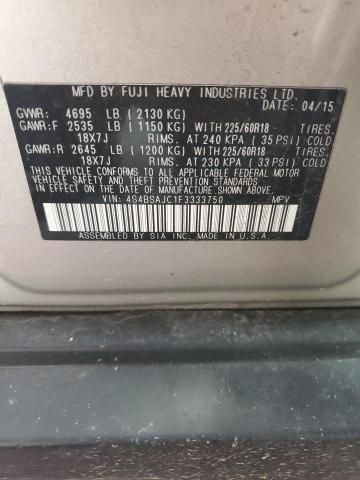 MFD BY FUJI HEAVY INDUSTRIES LTD.
DATE: 04/15
GVWR: 4695 LB (2130 KG)
GAWR:F 2535 LB (1150 KG) WITH 225/60R18 TIRES.
18X7J RIMS. AT 240 KPA (35 PSI) COLD
GAWR:R 2645 LB (1200 KG) WITH 225/60R18 TIRES.
18X7J RIMS. AT 230 KPA (33 PSI) COLD
THIS VEHICLE CONFORMS TO ALL APPLICABLE FEDERAL MOTOR
VEHICLE SAFETY AND THEFT PREVENTION STANDARDS IN EFFECT
ON THE DATE OF MANUFACTURE SHOWN ABOVE.
VIN: 4S4BSAJC1F3333750 MPV
ASSEMBLED BY SIA INC. MADE IN U.S.A.